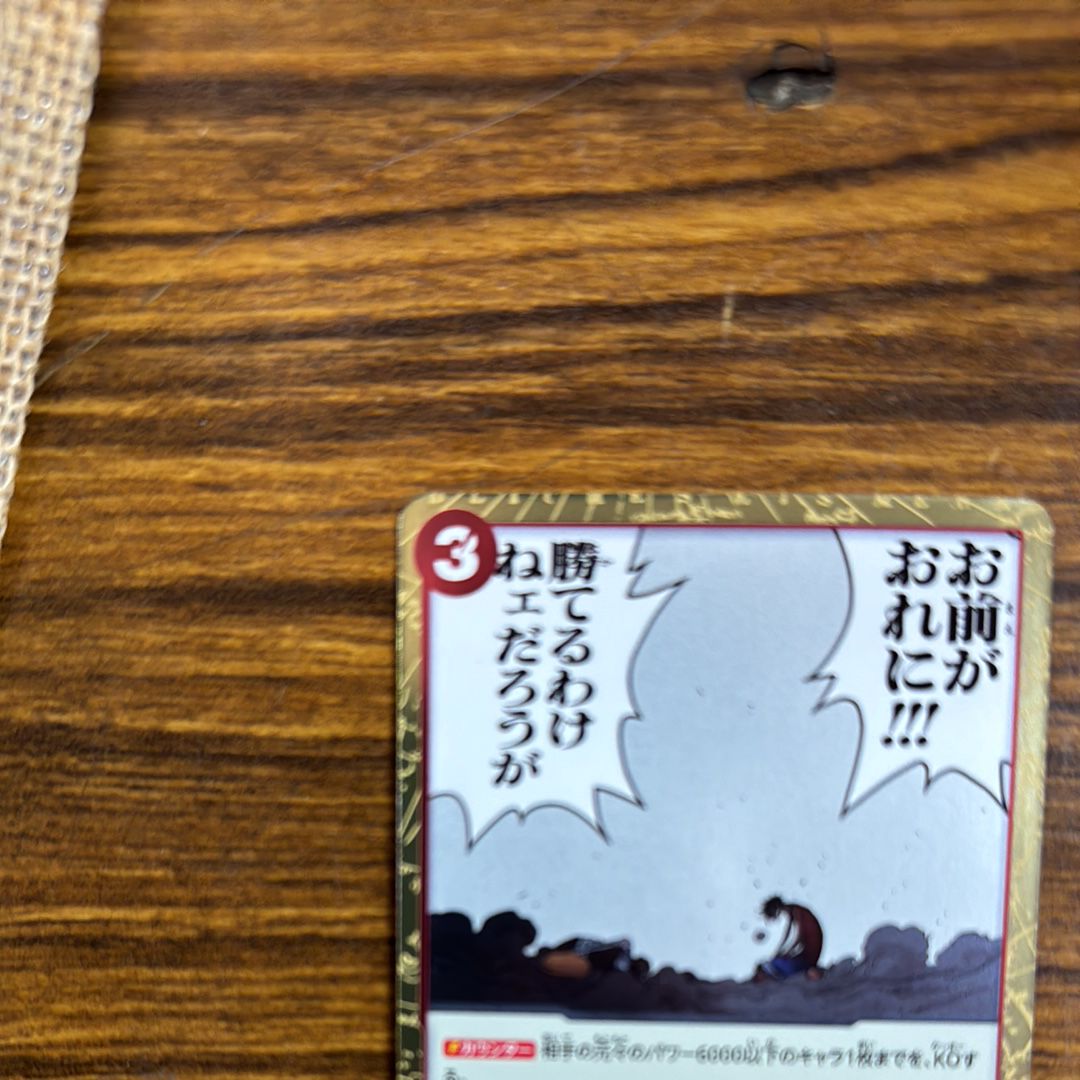 3
お前が
おれに!!!
勝てるわけ
ねェだろうが
カウンター 相手の元々のパワー6000以下のキャラ1枚までを、KOす
る。